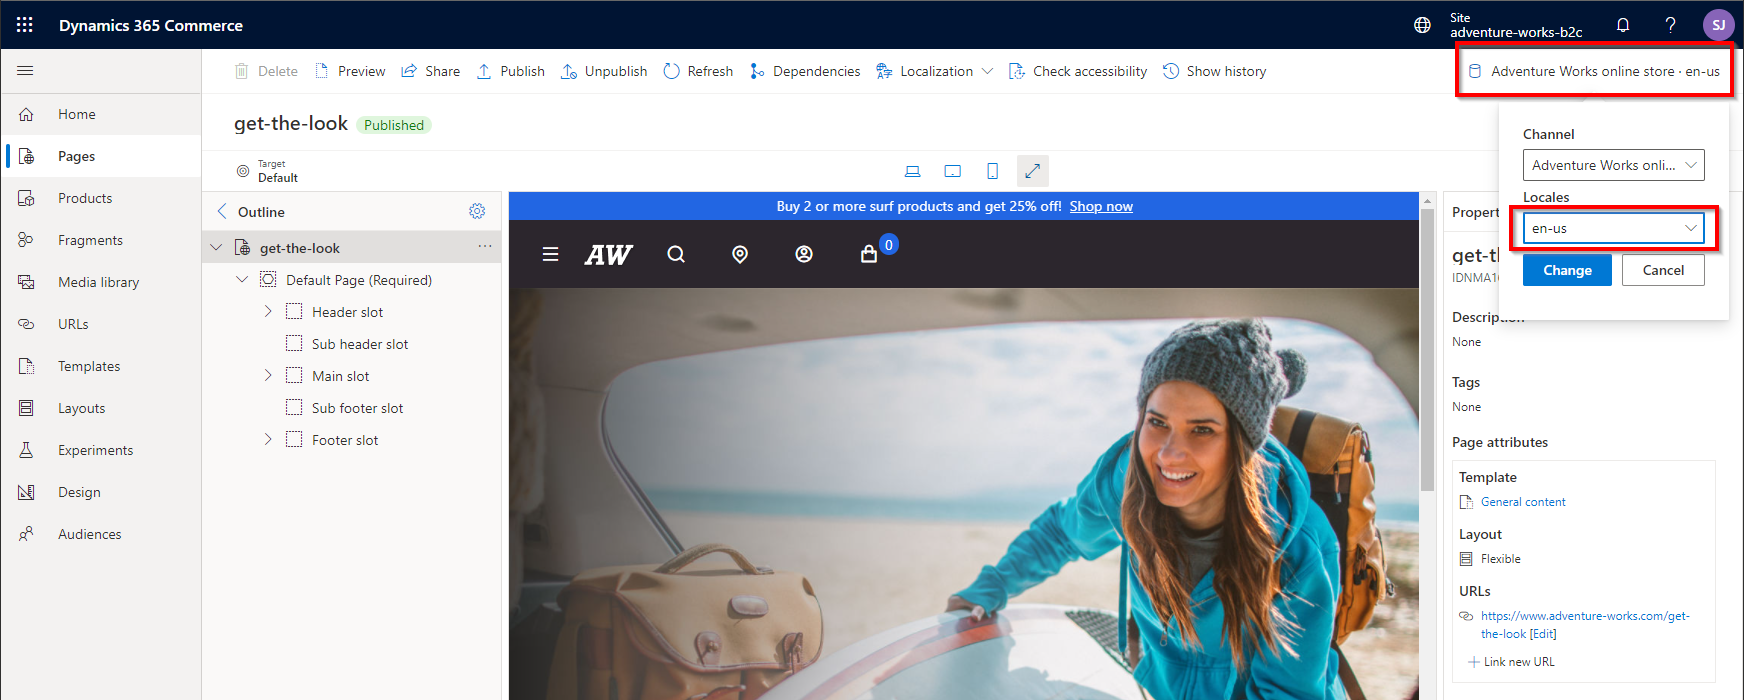 Dynamics 365 Commerce
Site
adventure-works-b2c
?
SJ
Delete
Preview
Share
Publish
Unpublish
Refresh
Dependencies
Localization
Check accessibility
Show history
Adventure Works online store · en-us
Home
Pages
Products
Fragments
Media library
URLs
Templates
Layouts
Experiments
Design
Audiences
get-the-look
Published
Target
Default
Outline
get-the-look
...
Default Page (Required)
Header slot
Sub header slot
Main slot
Sub footer slot
Footer slot
Buy 2 or more surf products and get 25% off! Shop now
AW
0
Channel
Adventure Works onli...
Locales
en-us
Change
Cancel
Description
None
Tags
None
Page attributes
Template
General content
Layout
Flexible
URLs
https://www.adventure-works.com/get-
the-look [Edit]
Link new URL